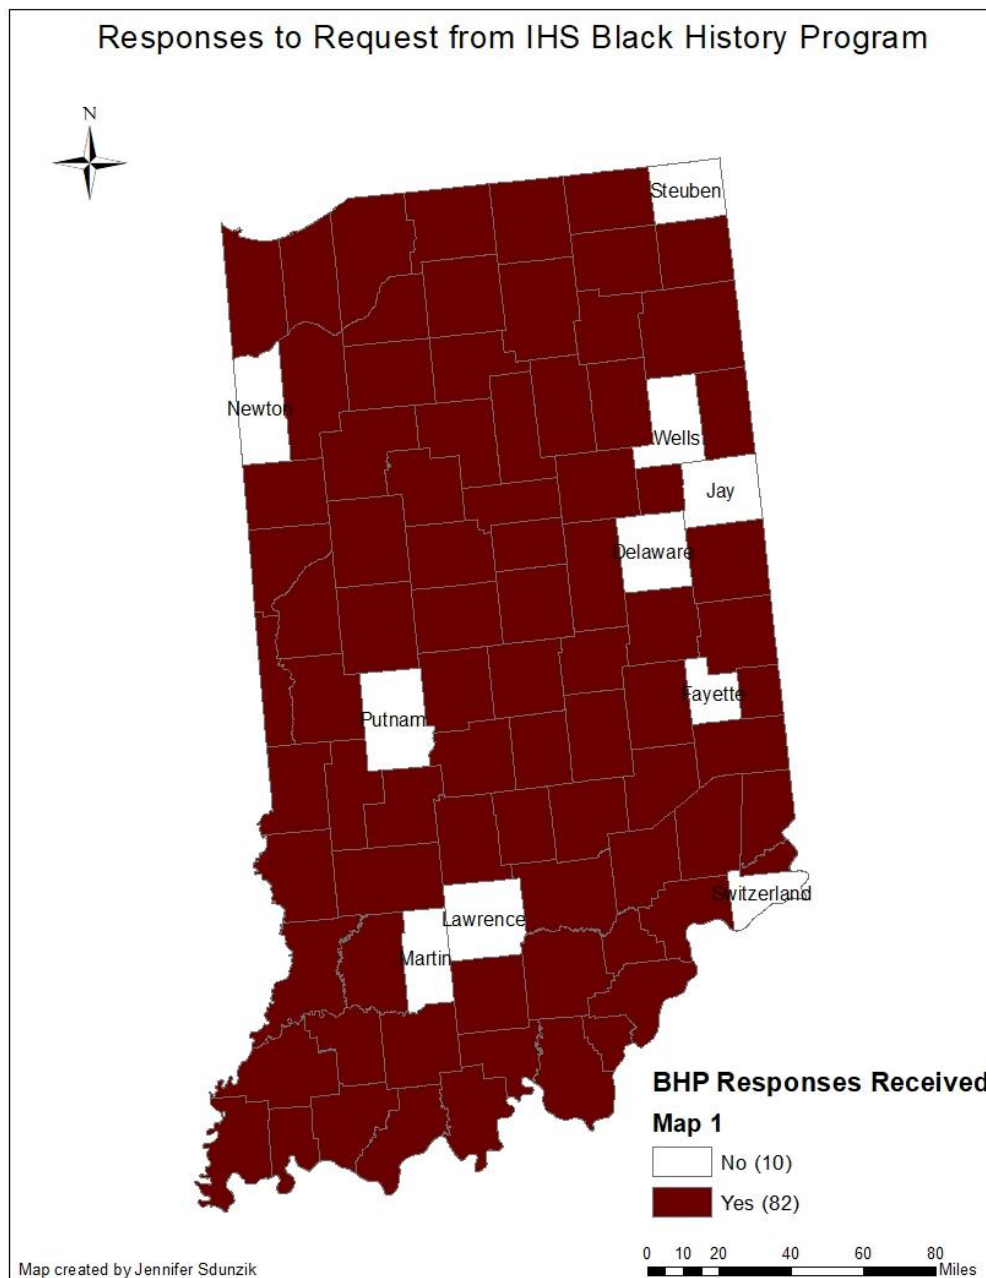 Responses to Request from IHS Black History Program
N
Steuben
Newton
Wells
Jay
Delaware
Fayette
Putnam
Switzerland
Lawrence
Martin
BHP Responses Received
Map 1
No (10)
Yes (82)
0 10 20 40 60 80
Miles
Map created by Jennifer Sdunzik